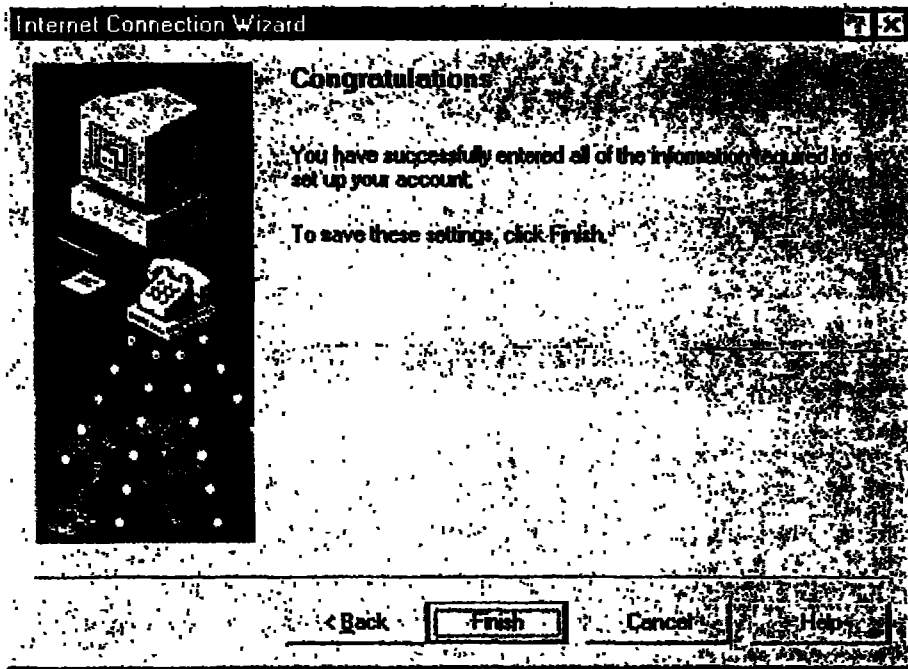 Internet Connection Wizard
Congratulations
You have successfully entered all of the information required to
set up your account.
To save these settings, click Finish.
< Back Finish Cancel Help